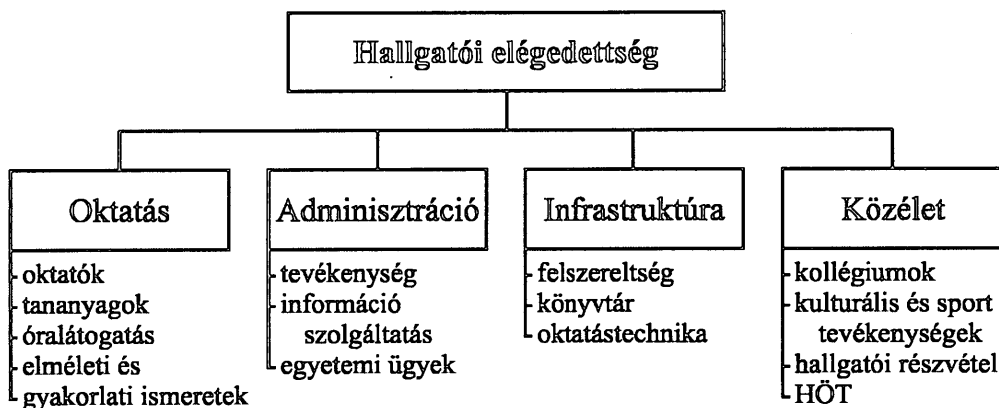 Hallgatói elégedettség
Oktatás
oktatók
tananyagok
óralátogatás
elméleti és
gyakorlati ismeretek
Adminisztráció
tevékenység
információ
szolgáltatás
egyetemi ügyek
Infrastruktúra
felszereltség
könyvtár
oktatástechnika
Közélet
kollégiumok
kulturális és sport
tevékenységek
hallgatói részvétel
HÖT